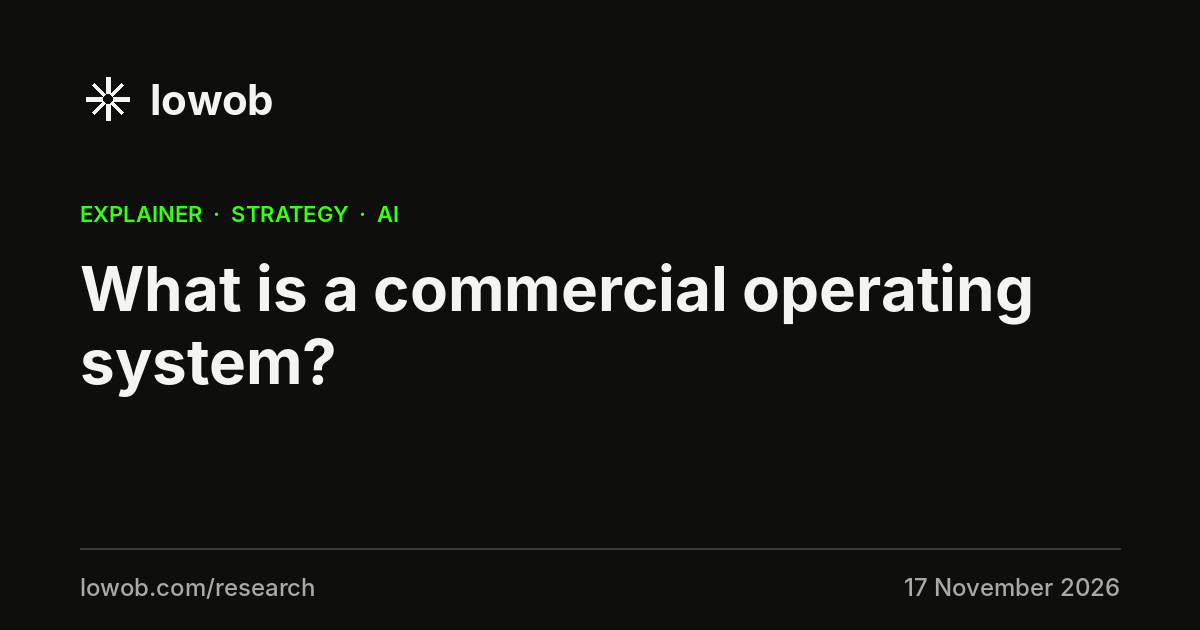 lowob
EXPLAINER · STRATEGY · AI
What is a commercial operating
system?
lowob.com/research
17 November 2026